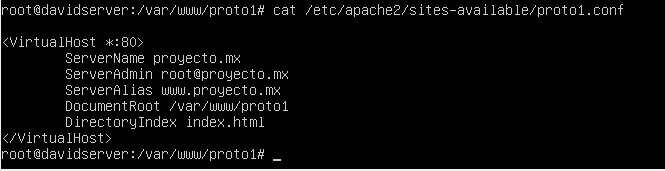 root@davidserver:/var/www/proto1# cat /etc/apache2/sites-available/proto1.conf
<VirtualHost *:80>
ServerName proyecto.mx
ServerAdmin root@proyecto.mx
ServerAlias www.proyecto.mx
DocumentRoot /var/www/proto1
DirectoryIndex index.html
</VirtualHost>
root@davidserver:/var/www/proto1# _